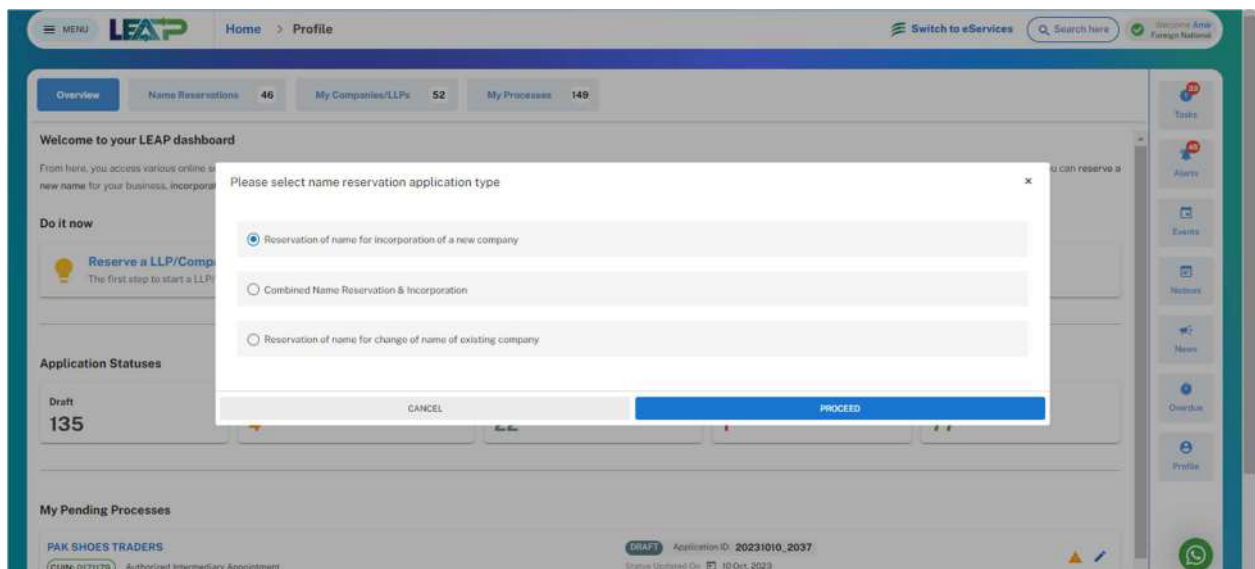 MENU LEAP Home > Profile Switch to eServices Search here Welcome Amir
Foreign National
Overview Name Reservations 46 My Companies/LLPs 52 My Processes 149
Tasks
Welcome to your LEAP dashboard
From here, you access various online u can reserve a
new name for your business,
Alerts
Please select name reservation application type ×
Do it now
Events
Reservation of name for incorporation of a new company
Reserve a LLP/Comp
The first step to start a LLP/
Combined Name Reservation & Incorporation
Notices
Reservation of name for change of name of existing company
News
Application Statuses
Draft
135
CANCEL PROCEED
Overdue
Profile
My Pending Processes
PAK SHOES TRADERS DRAFT Application ID: 20231010_2037
CUIN: 0171179 Authorized Intermediary Appointment Status Updated On 10 Oct, 2023